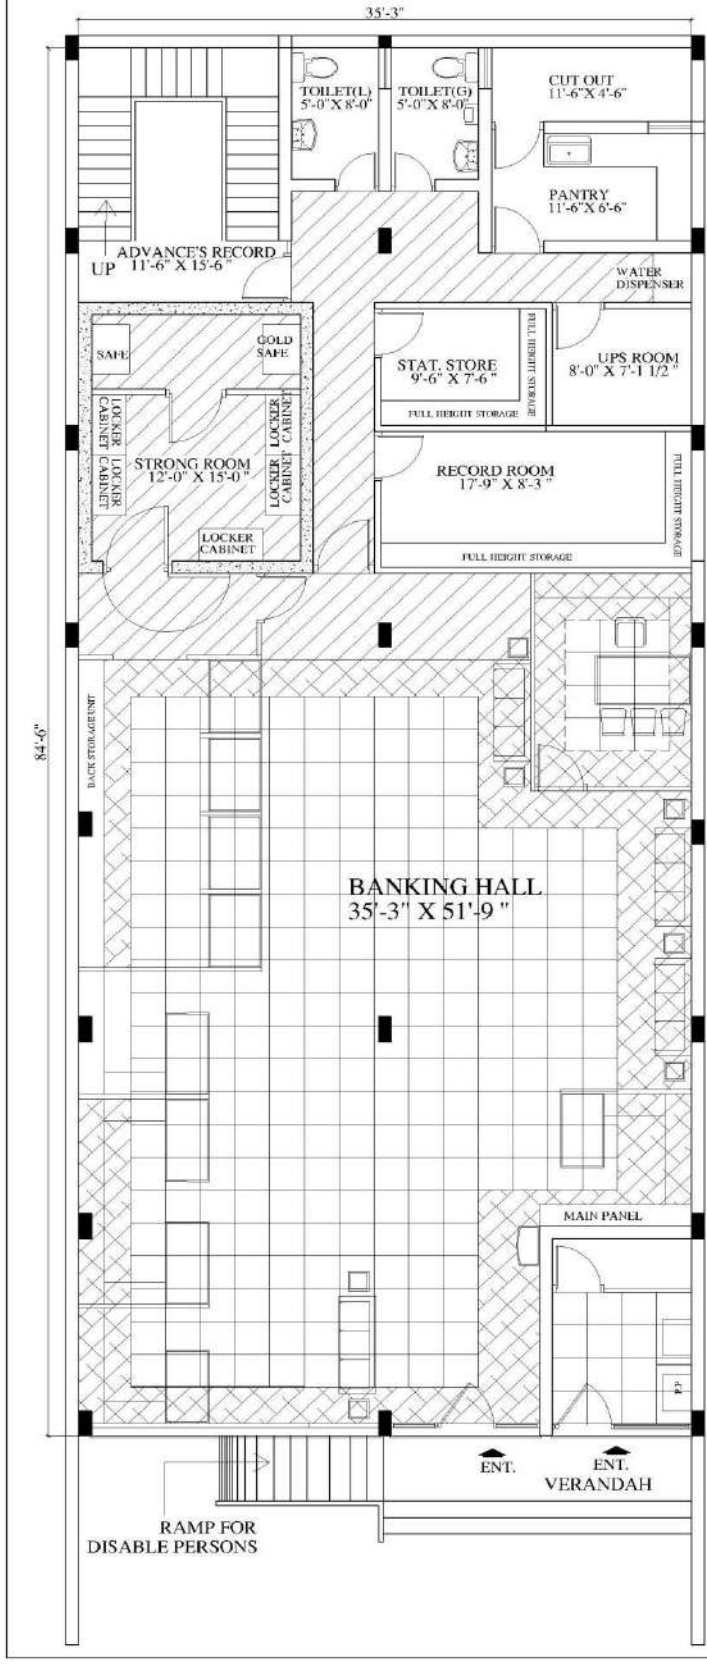 35'-3"
TOILET(L)
5'-0"X 8'-0"
TOILET(G)
5'-0"X 8'-0"
CUT OUT
11'-6"X 4'-6"
PANTRY
11'-6"X 6'-6"
UP
ADVANCE'S RECORD
11'-6" X 15'-6 "
WATER
DISPENSER
SAFE
GOLD
SAFE
STAT. STORE
9'-6" X 7'-6 "
FULL HEIGHT STORAGE
FULL HEIGHT STORAGE
UPS ROOM
8'-0" X 7'-1 1/2 "
LOCKER
CABINET
LOCKER
CABINET
LOCKER
CABINET
LOCKER
CABINET
STRONG ROOM
12'-0" X 15'-0 "
LOCKER
CABINET
RECORD ROOM
17'-9" X 8'-3 "
FULL HEIGHT STORAGE
FULL HEIGHT STORAGE
84'-6"
BACK STORAGE UNIT
BANKING HALL
35'-3" X 51'-9 "
MAIN PANEL
P.P
ENT.
ENT.
VERANDAH
RAMP FOR
DISABLE PERSONS